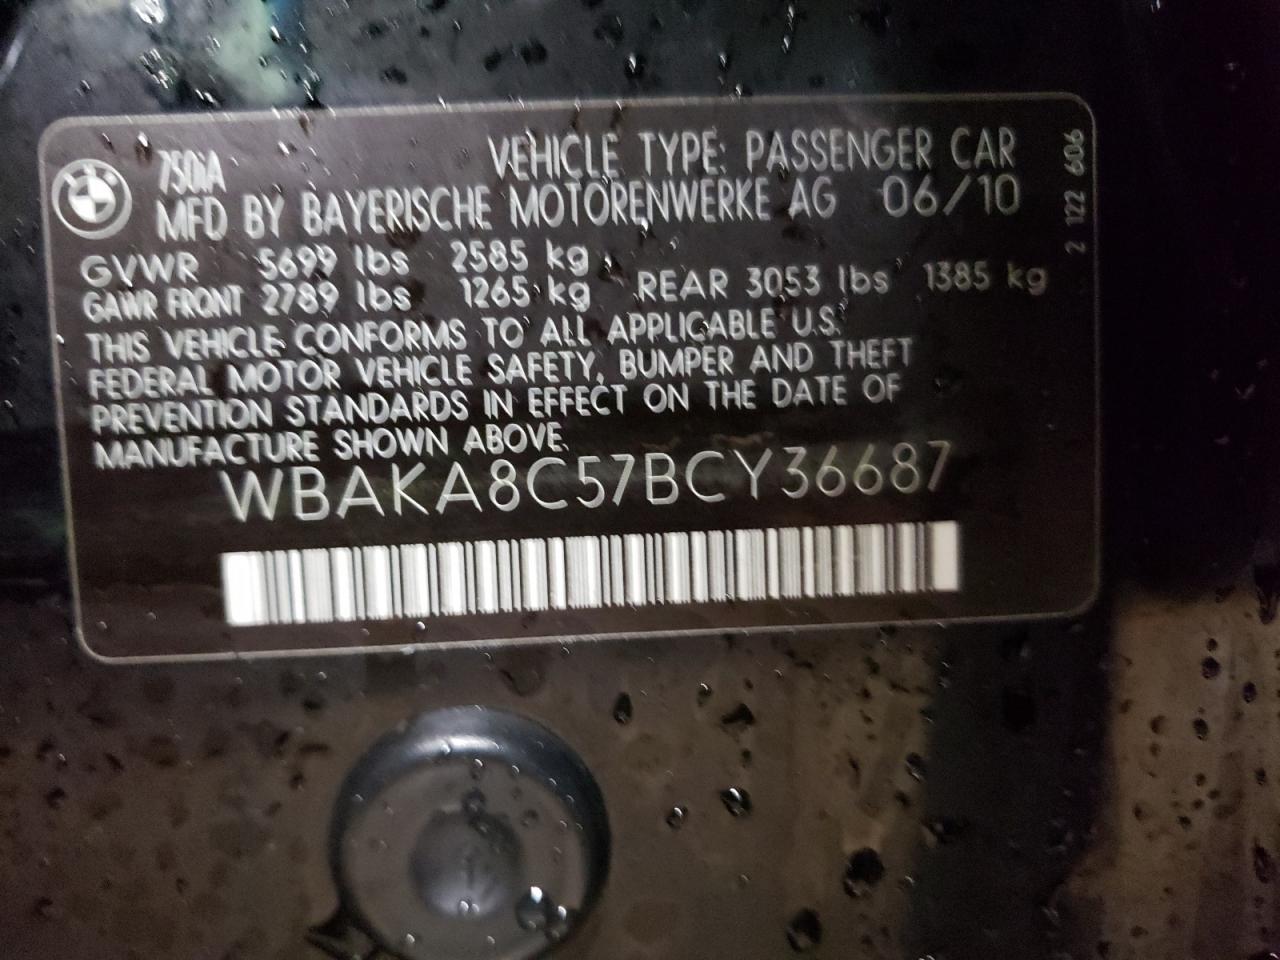 VEHICLE TYPE: PASSENGER CAR
750iA
MFD BY BAYERISCHE MOTORENWERKE AG 06/10
GVWR 5699 lbs 2585 kg
GAWR FRONT 2789 lbs 1265 kg REAR 3053 lbs 1385 kg
THIS VEHICLE CONFORMS TO ALL APPLICABLE U.S.
FEDERAL MOTOR VEHICLE SAFETY, BUMPER AND THEFT
PREVENTION STANDARDS IN EFFECT ON THE DATE OF
MANUFACTURE SHOWN ABOVE.
WBAKA8C57BCY36687
2 122 606